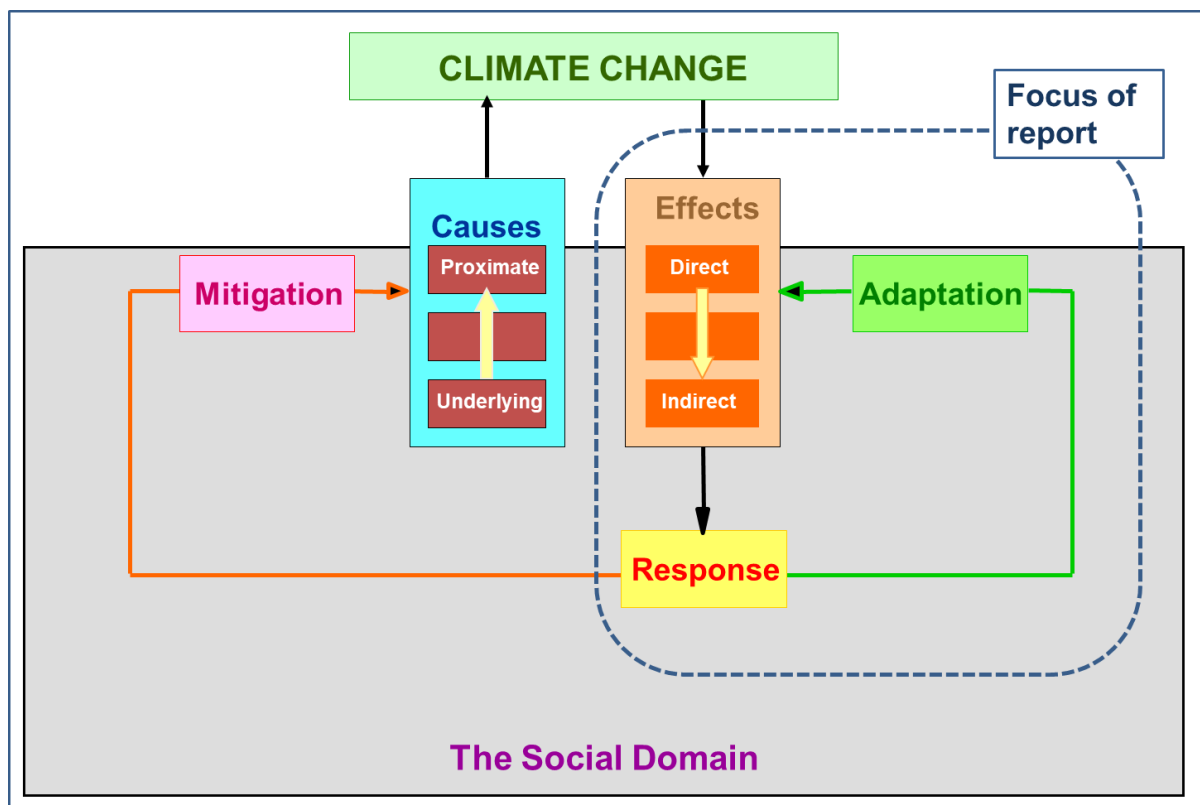 CLIMATE CHANGE
Focus of
report
Causes
Effects
Proximate
Direct
Mitigation
Adaptation
Underlying
Indirect
Response
The Social Domain